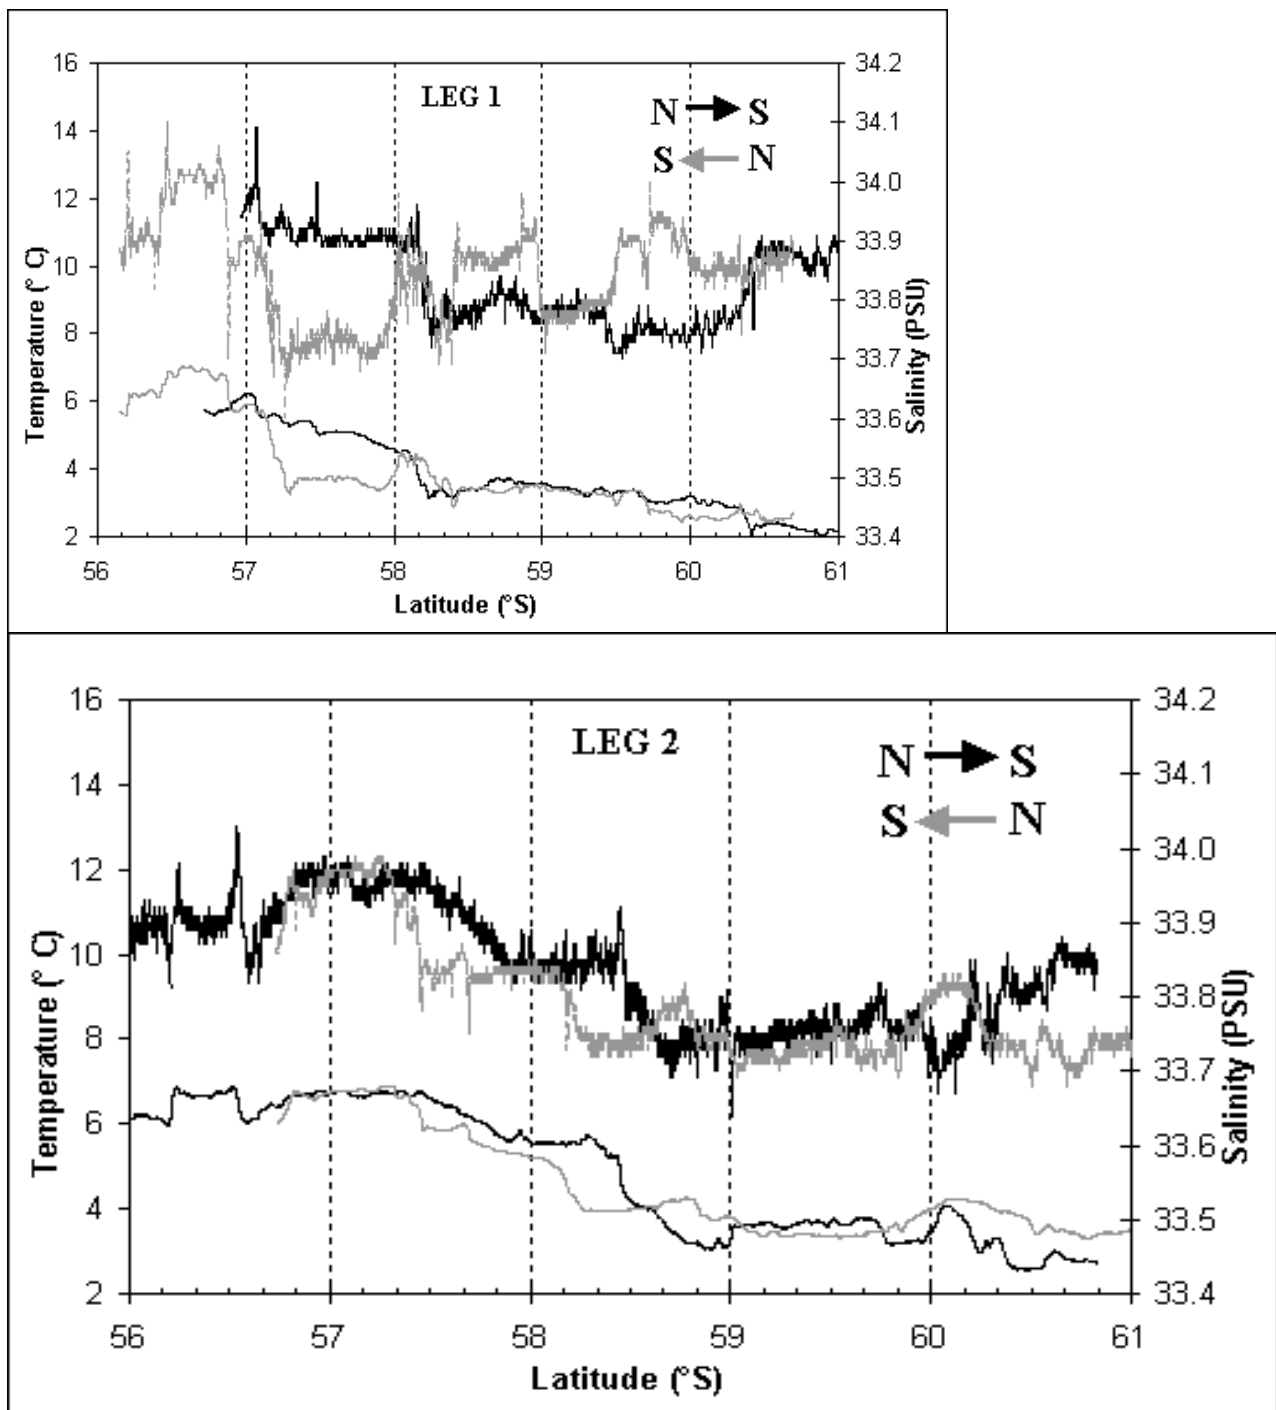 LEG 1
N S
S N
16
14
12
10
8
6
4
2
Temperature (° C)
34.2
34.1
34.0
33.9
33.8
33.7
33.6
33.5
33.4
Salinity (PSU)
56 57 58 59 60 61
Latitude (°S)
LEG 2
N S
S N
16
14
12
10
8
6
4
2
Temperature (° C)
34.2
34.1
34.0
33.9
33.8
33.7
33.6
33.5
33.4
Salinity (PSU)
56 57 58 59 60 61
Latitude (°S)